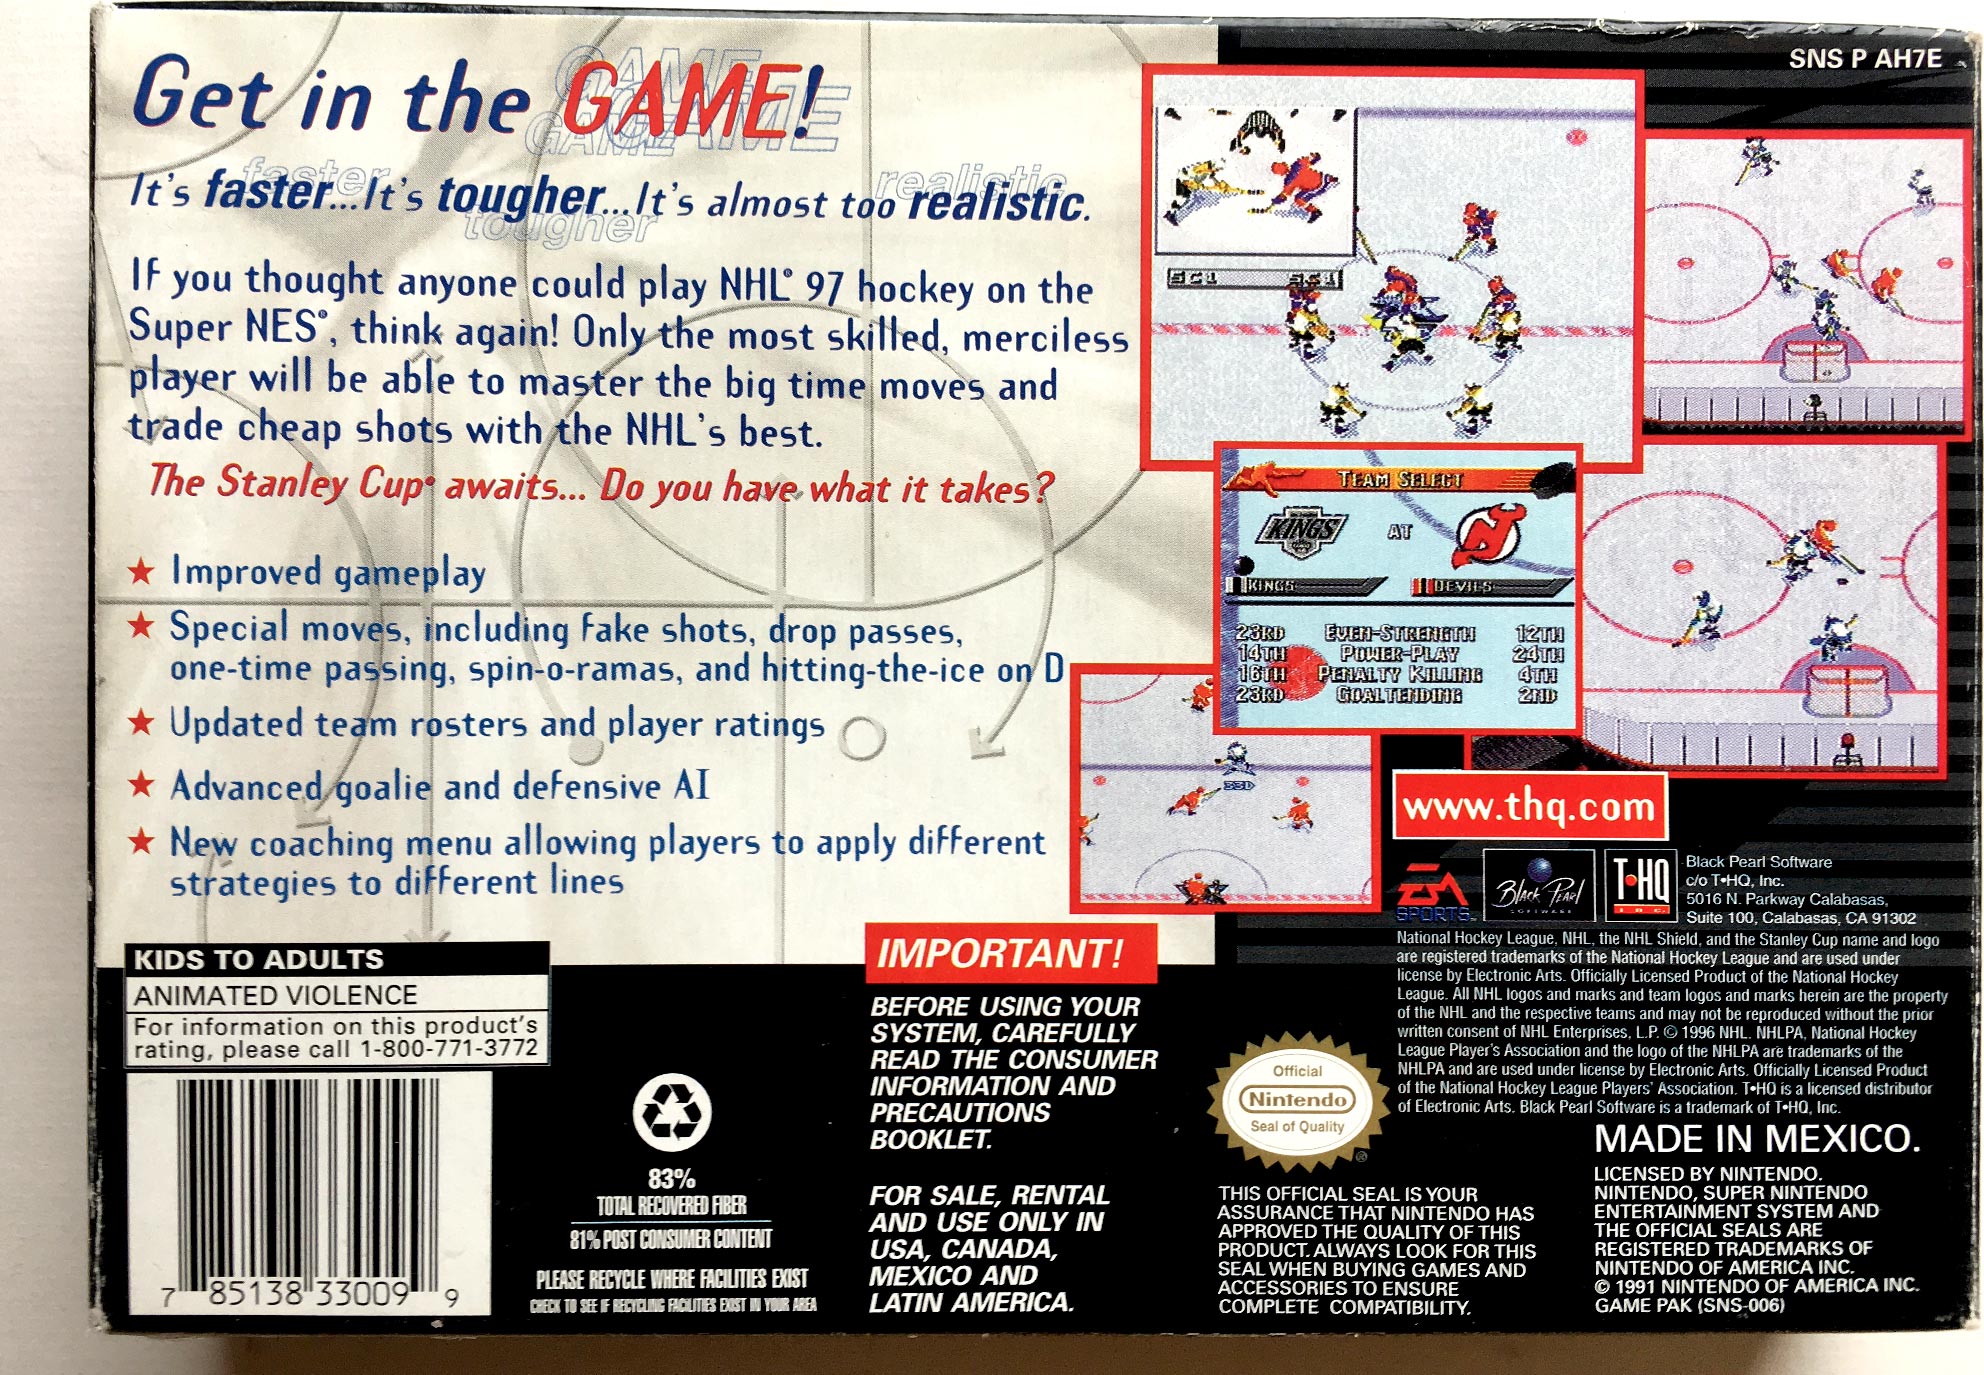 SNS P AH7E
Get in the GAME!
GAME
GAME
GAME
GAME
faster
tougher
realistic
It's faster...It's tougher...It's almost too realistic.
If you thought anyone could play NHL® 97 hockey on the
Super NES®, think again! Only the most skilled, merciless
player will be able to master the big time moves and
trade cheap shots with the NHL's best.
The Stanley Cup® awaits... Do you have what it takes?
★ Improved gameplay
★ Special moves, including fake shots, drop passes,
one-time passing, spin-o-ramas, and hitting-the-ice on D
★ Updated team rosters and player ratings
★ Advanced goalie and defensive AI
★ New coaching menu allowing players to apply different
strategies to different lines
TEAM SELECT
KINGS AT
KINGS DEVILS
23RD EVEN-STRENGTH 12TH
14TH POWER-PLAY 24TH
16TH PENALTY KILLING 4TH
23RD GOALTENDING 2ND
www.thq.com
EA
SPORTS
Black Pearl
SOFTWARE
T•HQ
INC.
Black Pearl Software
c/o T•HQ, Inc.
5016 N. Parkway Calabasas,
Suite 100, Calabasas, CA 91302
National Hockey League, NHL, the NHL Shield, and the Stanley Cup name and logo
are registered trademarks of the National Hockey League and are used under
license by Electronic Arts. Officially Licensed Product of the National Hockey
League. All NHL logos and marks and team logos and marks herein are the property
of the NHL and the respective teams and may not be reproduced without the prior
written consent of NHL Enterprises, L.P. © 1996 NHL. NHLPA, National Hockey
League Player's Association and the logo of the NHLPA are trademarks of the
NHLPA and are used under license by Electronic Arts. Officially Licensed Product
of the National Hockey League Players' Association. T•HQ is a licensed distributor
of Electronic Arts. Black Pearl Software is a trademark of T•HQ, Inc.
KIDS TO ADULTS
ANIMATED VIOLENCE
For information on this product's
rating, please call 1-800-771-3772
7 85138 33009 9
83%
TOTAL RECOVERED FIBER
81% POST CONSUMER CONTENT
PLEASE RECYCLE WHERE FACILITIES EXIST
CHECK TO SEE IF RECYCLING FACILITIES EXIST IN YOUR AREA
IMPORTANT!
BEFORE USING YOUR
SYSTEM, CAREFULLY
READ THE CONSUMER
INFORMATION AND
PRECAUTIONS
BOOKLET.
FOR SALE, RENTAL
AND USE ONLY IN
USA, CANADA,
MEXICO AND
LATIN AMERICA.
Official
Nintendo
Seal of Quality
®
THIS OFFICIAL SEAL IS YOUR
ASSURANCE THAT NINTENDO HAS
APPROVED THE QUALITY OF THIS
PRODUCT. ALWAYS LOOK FOR THIS
SEAL WHEN BUYING GAMES AND
ACCESSORIES TO ENSURE
COMPLETE COMPATIBILITY.
MADE IN MEXICO.
LICENSED BY NINTENDO.
NINTENDO, SUPER NINTENDO
ENTERTAINMENT SYSTEM AND
THE OFFICIAL SEALS ARE
REGISTERED TRADEMARKS OF
NINTENDO OF AMERICA INC.
© 1991 NINTENDO OF AMERICA INC.
GAME PAK (SNS-006)